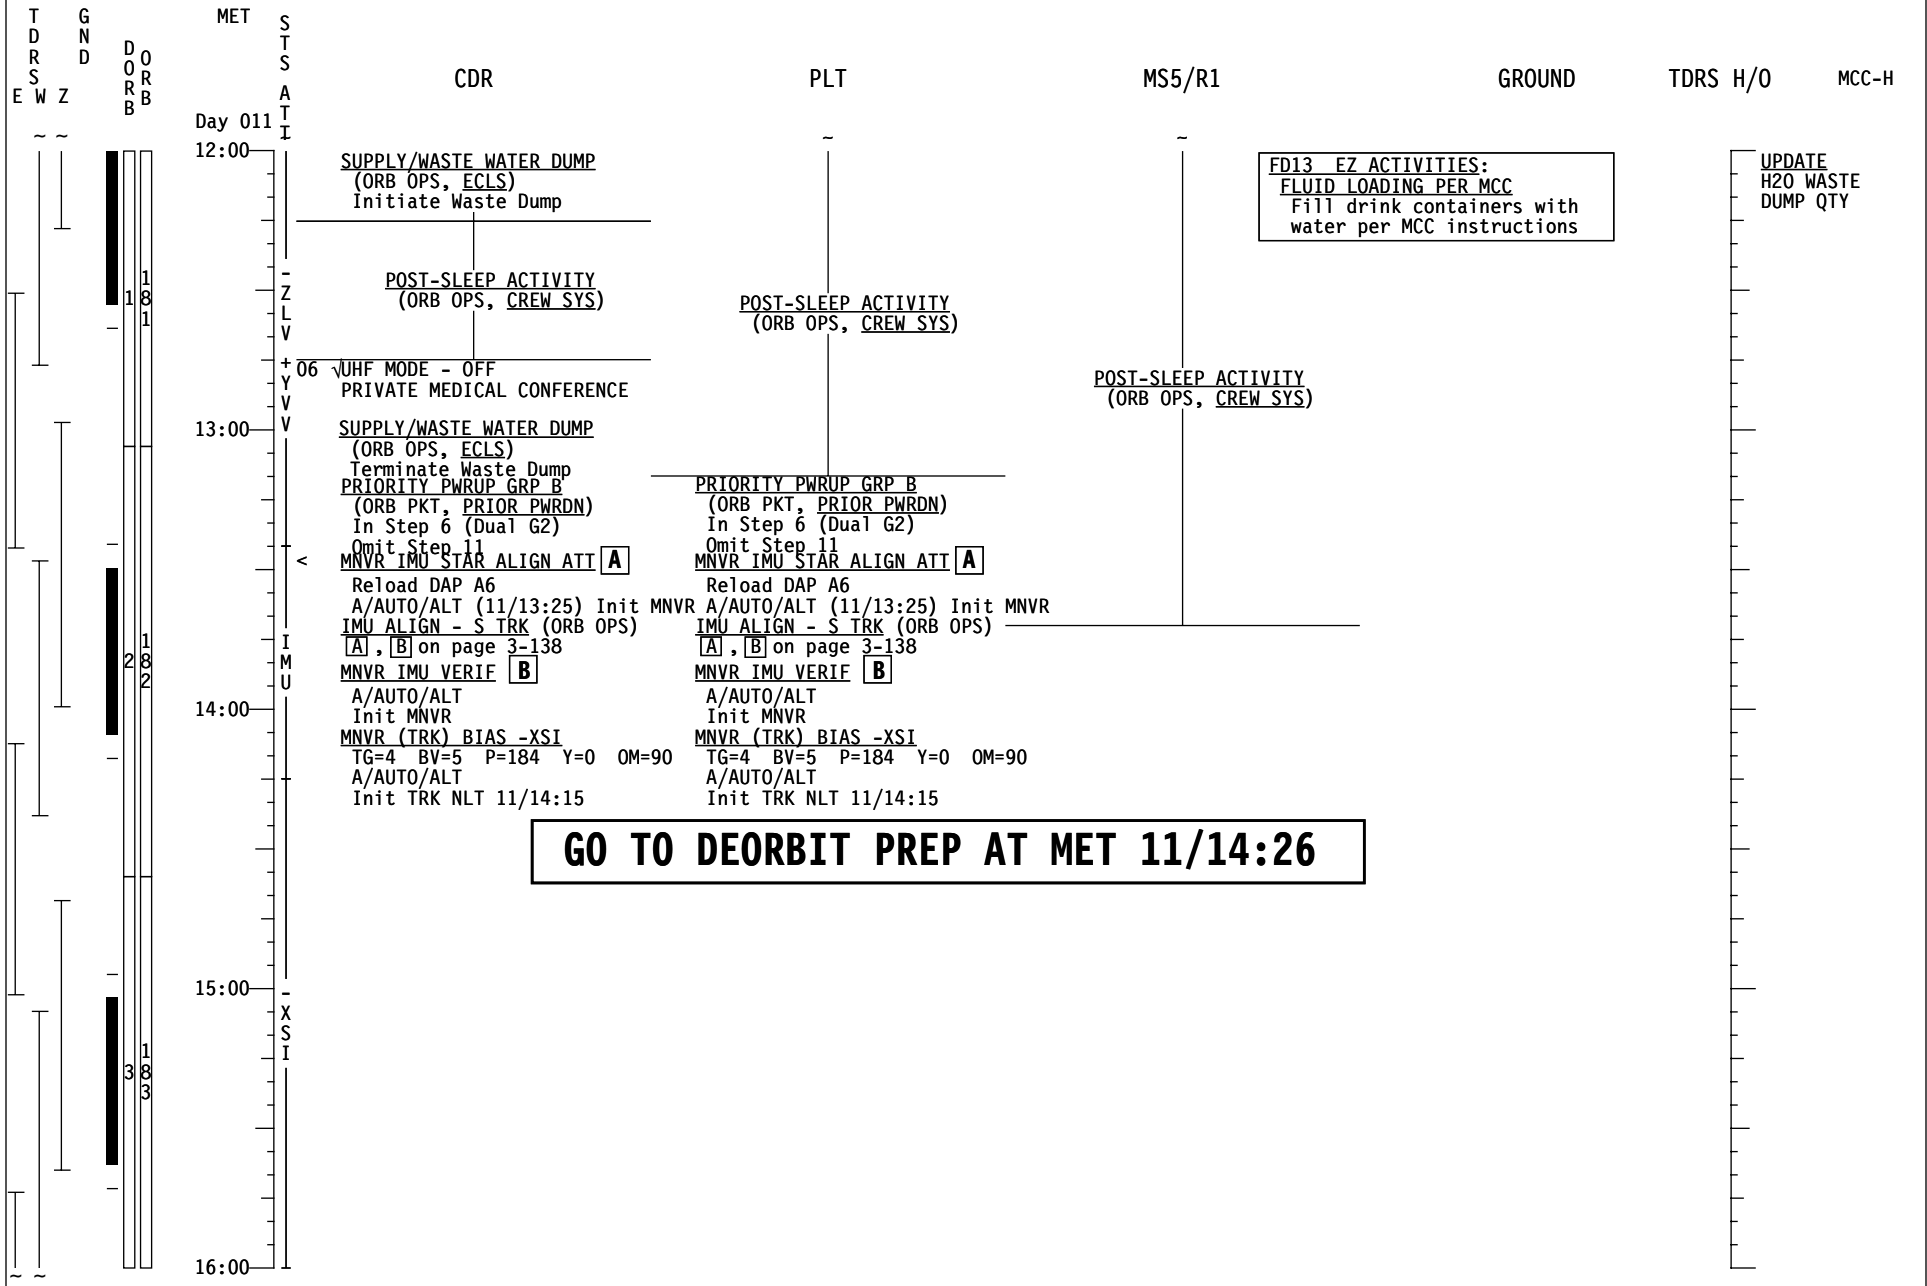 TDRS
GND
MET
STS ATT
DORB
ORB
E W Z
CDR
PLT
MS5/R1
GROUND
TDRS H/O
MCC-H
Day 011
~ ~
~
~
12:00
SUPPLY/WASTE WATER DUMP
(ORB OPS, ECLS)
Initiate Waste Dump
POST-SLEEP ACTIVITY
(ORB OPS, CREW SYS)
06 √UHF MODE - OFF
PRIVATE MEDICAL CONFERENCE
13:00
SUPPLY/WASTE WATER DUMP
(ORB OPS, ECLS)
Terminate Waste Dump
PRIORITY PWRUP GRP B
(ORB PKT, PRIOR PWRDN)
In Step 6 (Dual G2)
Omit Step 11
< MNVR IMU STAR ALIGN ATT A
Reload DAP A6
A/AUTO/ALT (11/13:25) Init MNVR
IMU ALIGN - S TRK (ORB OPS)
A , B on page 3-138
MNVR IMU VERIF B
A/AUTO/ALT
14:00
Init MNVR
MNVR (TRK) BIAS -XSI
TG=4 BV=5 P=184 Y=0 OM=90
A/AUTO/ALT
Init TRK NLT 11/14:15
POST-SLEEP ACTIVITY
(ORB OPS, CREW SYS)
PRIORITY PWRUP GRP B
(ORB PKT, PRIOR PWRDN)
In Step 6 (Dual G2)
Omit Step 11
MNVR IMU STAR ALIGN ATT A
Reload DAP A6
A/AUTO/ALT (11/13:25) Init MNVR
IMU ALIGN - S TRK (ORB OPS)
A , B on page 3-138
MNVR IMU VERIF B
A/AUTO/ALT
Init MNVR
MNVR (TRK) BIAS -XSI
TG=4 BV=5 P=184 Y=0 OM=90
A/AUTO/ALT
Init TRK NLT 11/14:15
POST-SLEEP ACTIVITY
(ORB OPS, CREW SYS)
FD13 EZ ACTIVITIES:
FLUID LOADING PER MCC
Fill drink containers with
water per MCC instructions
UPDATE
H2O WASTE
DUMP QTY
GO TO DEORBIT PREP AT MET 11/14:26
15:00
16:00
1
181
2
182
3
183
-ZLV +YVV
IMU
-XSI
~ ~